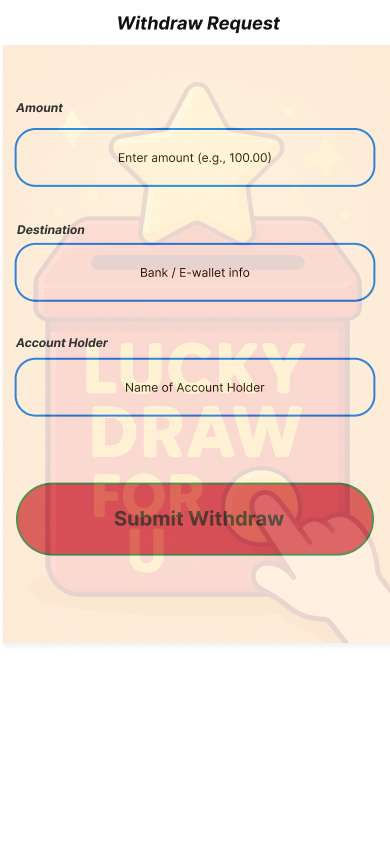 Withdraw Request
Amount
Enter amount (e.g., 100.00)
Destination
Bank / E-wallet info
Account Holder
Name of Account Holder
LUCKY
DRAW
FOR
U
Submit Withdraw